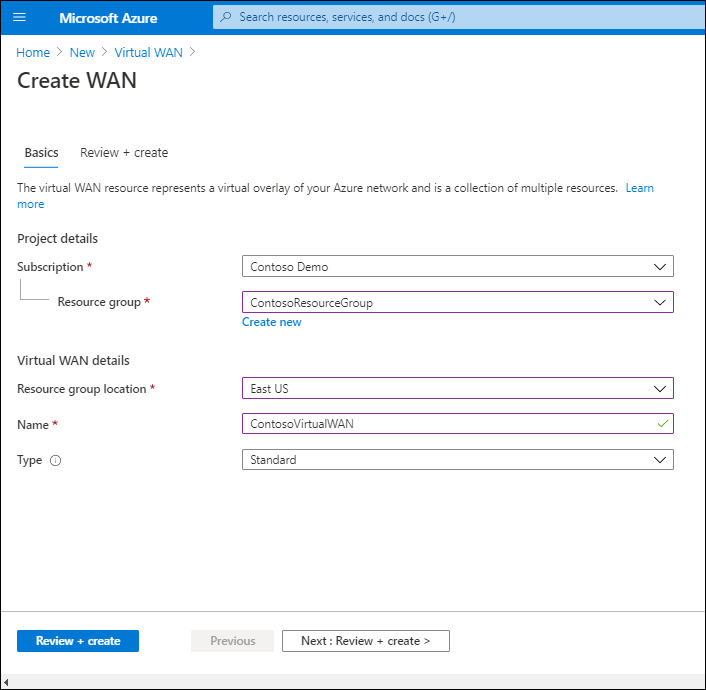 Microsoft Azure
Search resources, services, and docs (G+/)
Home > New > Virtual WAN >
Create WAN
Basics Review + create
The virtual WAN resource represents a virtual overlay of your Azure network and is a collection of multiple resources. Learn
more
Project details
Subscription * Contoso Demo
Resource group * ContosoResourceGroup
Create new
Virtual WAN details
Resource group location * East US
Name * ContosoVirtualWAN
Type Standard
Review + create Previous Next : Review + create >